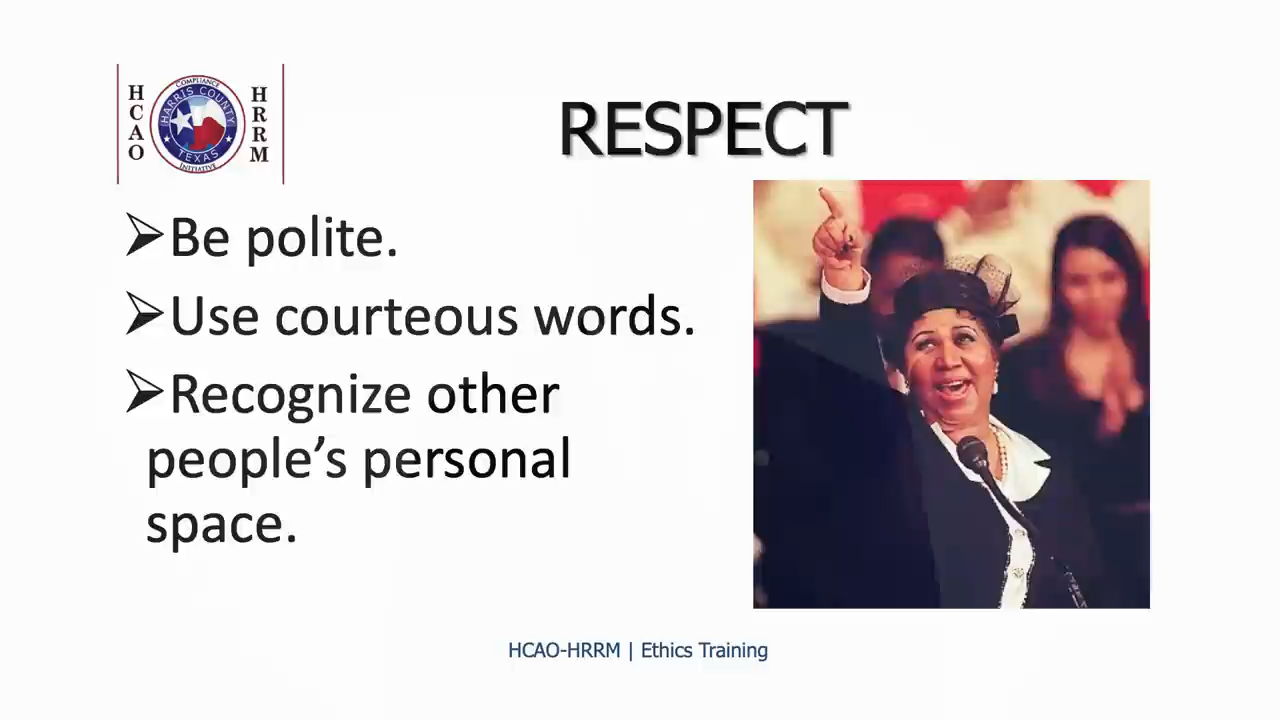 HCAO
COMPLIANCE
HARRIS COUNTY
TEXAS
INITIATIVE
HRRM
RESPECT
➢Be polite.
➢Use courteous words.
➢Recognize other
people’s personal
space.
HCAO-HRRM | Ethics Training